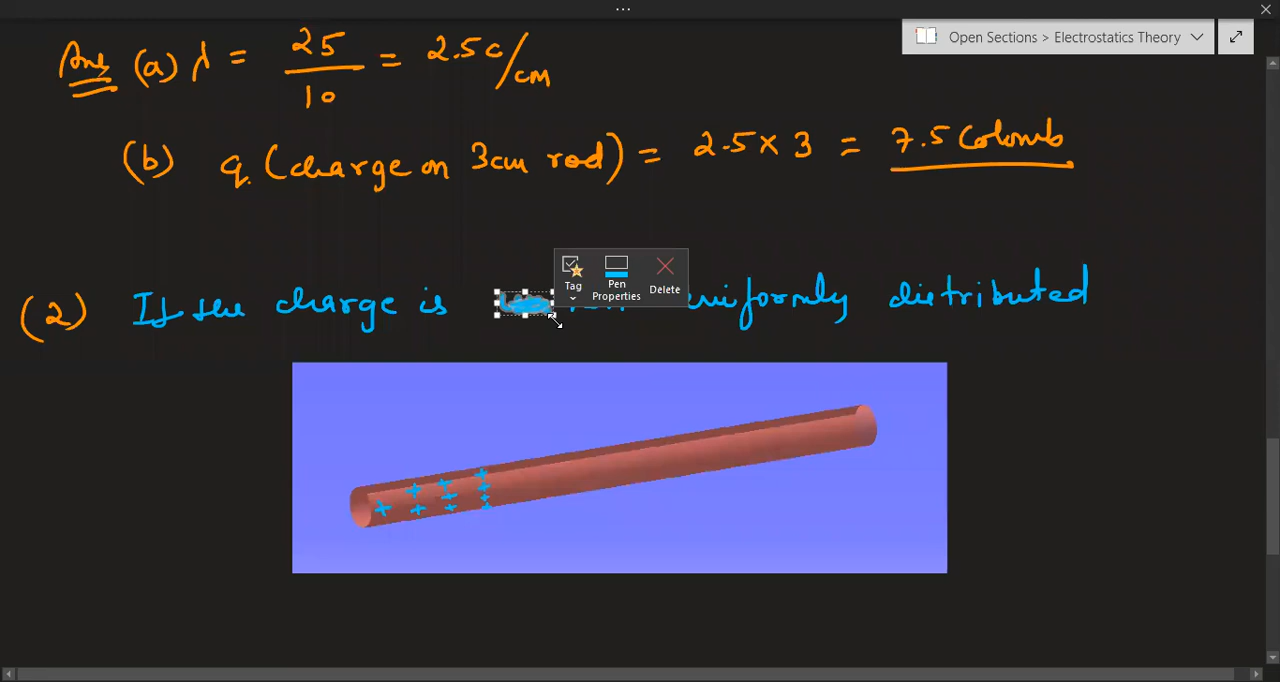 Open Sections > Electrostatics Theory
Ans (a) λ = 25/10 = 2.5 C/cm
(b) q (charge on 3cm rod) = 2.5 × 3 = 7.5 Colomb
Tag
Pen Properties
Delete
(2) If the charge is uniformly distributed